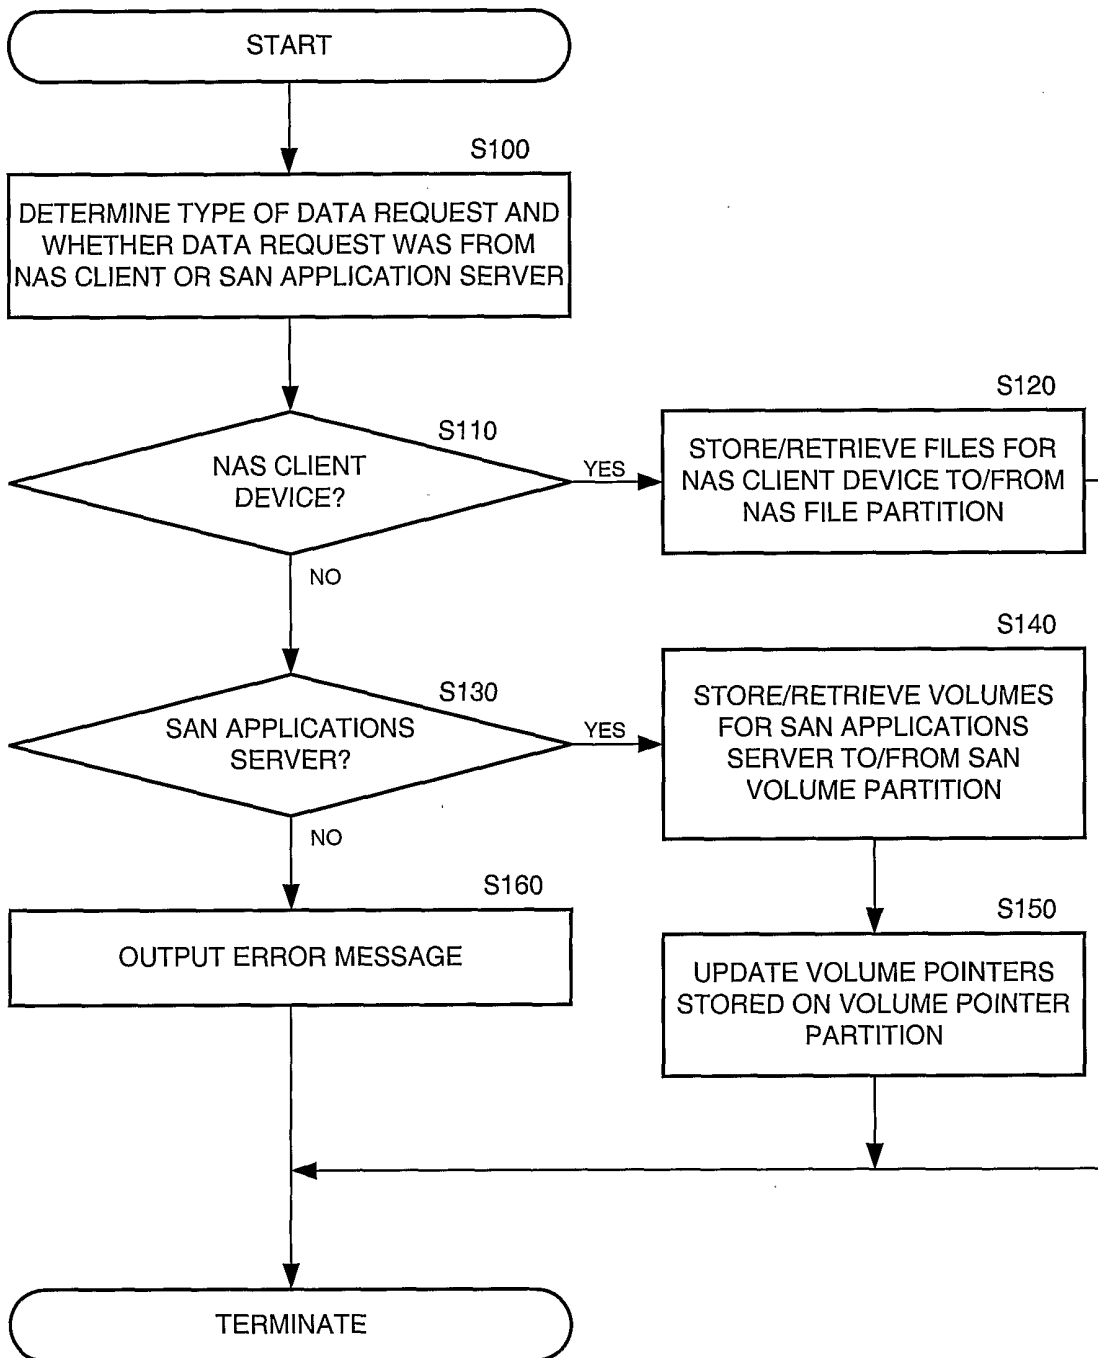 START
S100
DETERMINE TYPE OF DATA REQUEST AND
WHETHER DATA REQUEST WAS FROM
NAS CLIENT OR SAN APPLICATION SERVER
S110
NAS CLIENT
DEVICE?
YES
NO
S120
STORE/RETRIEVE FILES FOR
NAS CLIENT DEVICE TO/FROM
NAS FILE PARTITION
S130
SAN APPLICATIONS
SERVER?
YES
NO
S140
STORE/RETRIEVE VOLUMES
FOR SAN APPLICATIONS
SERVER TO/FROM SAN
VOLUME PARTITION
S150
UPDATE VOLUME POINTERS
STORED ON VOLUME POINTER
PARTITION
S160
OUTPUT ERROR MESSAGE
TERMINATE